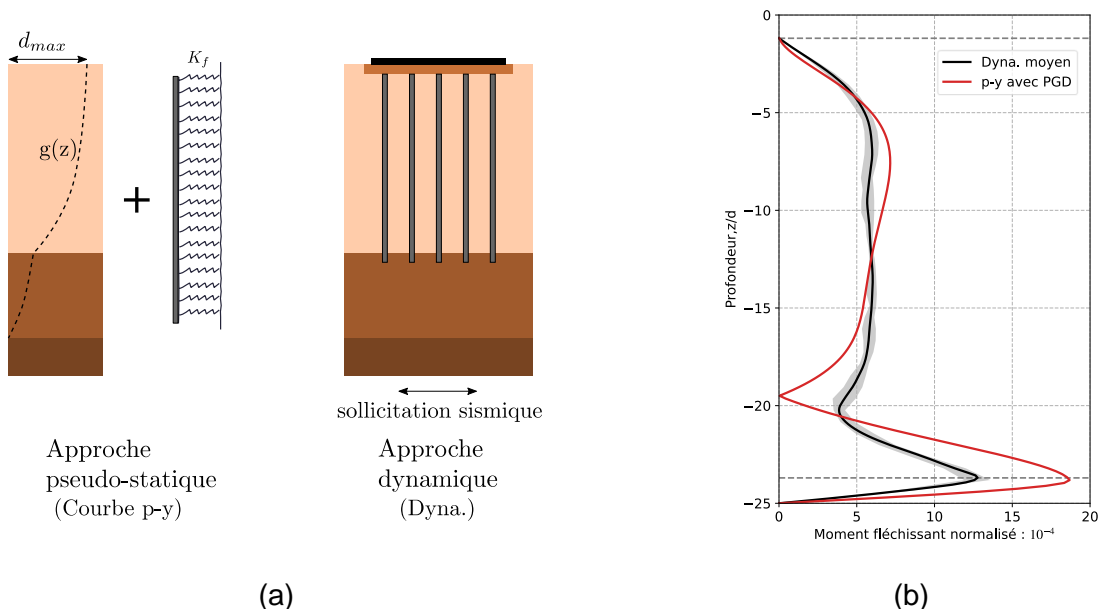 d_max
g(z)
+
K_f
sollicitation sismique
Approche
pseudo-statique
(Courbe p-y)
Approche
dynamique
(Dyna.)
(a)
0
−5
−10
−15
−20
−25
Profondeur,z/d
Dyna. moyen
p-y avec PGD
0
5
10
15
20
Moment fléchissant normalisé : 10⁻⁴
(b)